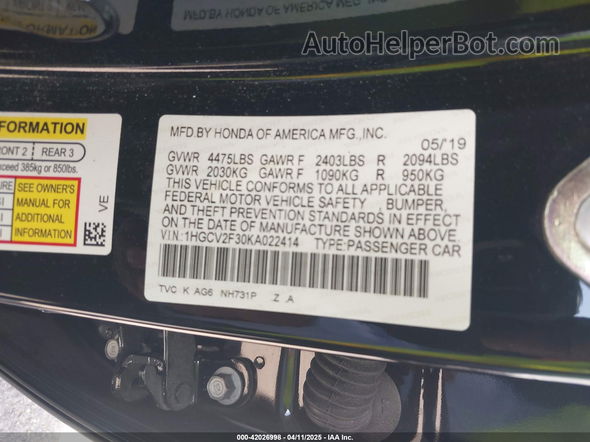 AutoHelperBot.com
FORMATION
FRONT 2 REAR 3
exceed 385kg or 850lbs.
SEE OWNER'S
MANUAL FOR
ADDITIONAL
INFORMATION
VE
MFD.BY HONDA OF AMERICA MFG.,INC. 05/'19
GVWR 4475LBS GAWR F 2403LBS R 2094LBS
GVWR 2030KG GAWR F 1090KG R 950KG
THIS VEHICLE CONFORMS TO ALL APPLICABLE
FEDERAL MOTOR VEHICLE SAFETY , BUMPER,
AND THEFT PREVENTION STANDARDS IN EFFECT
ON THE DATE OF MANUFACTURE SHOWN ABOVE.
V.I.N.:1HGCV2F30KA022414 TYPE:PASSENGER CAR
TVC K AG6 NH731P Z .A
000-42026998 04/11/2025 IAA Inc.